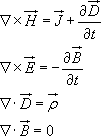 ∇×H⃗ = J⃗ + ∂D⃗/∂t
∇×E⃗ = −∂B⃗/∂t
∇· D⃗ = ρ⃗
∇· B⃗ = 0